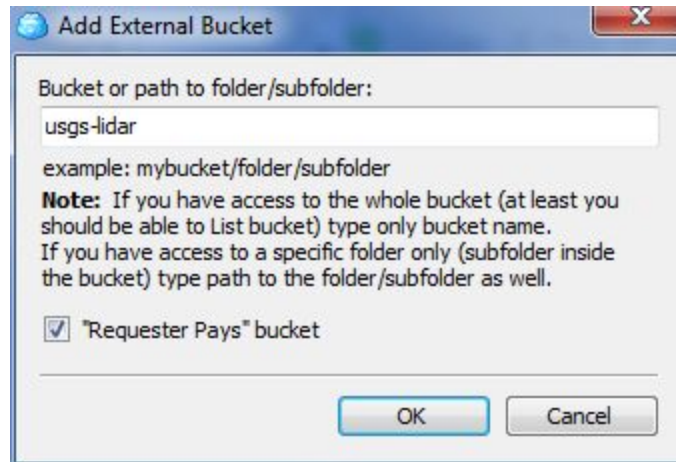 Add External Bucket
Bucket or path to folder/subfolder:
usgs-lidar
example: mybucket/folder/subfolder
Note: If you have access to the whole bucket (at least you
should be able to List bucket) type only bucket name.
If you have access to a specific folder only (subfolder inside
the bucket) type path to the folder/subfolder as well.
"Requester Pays" bucket
OK Cancel